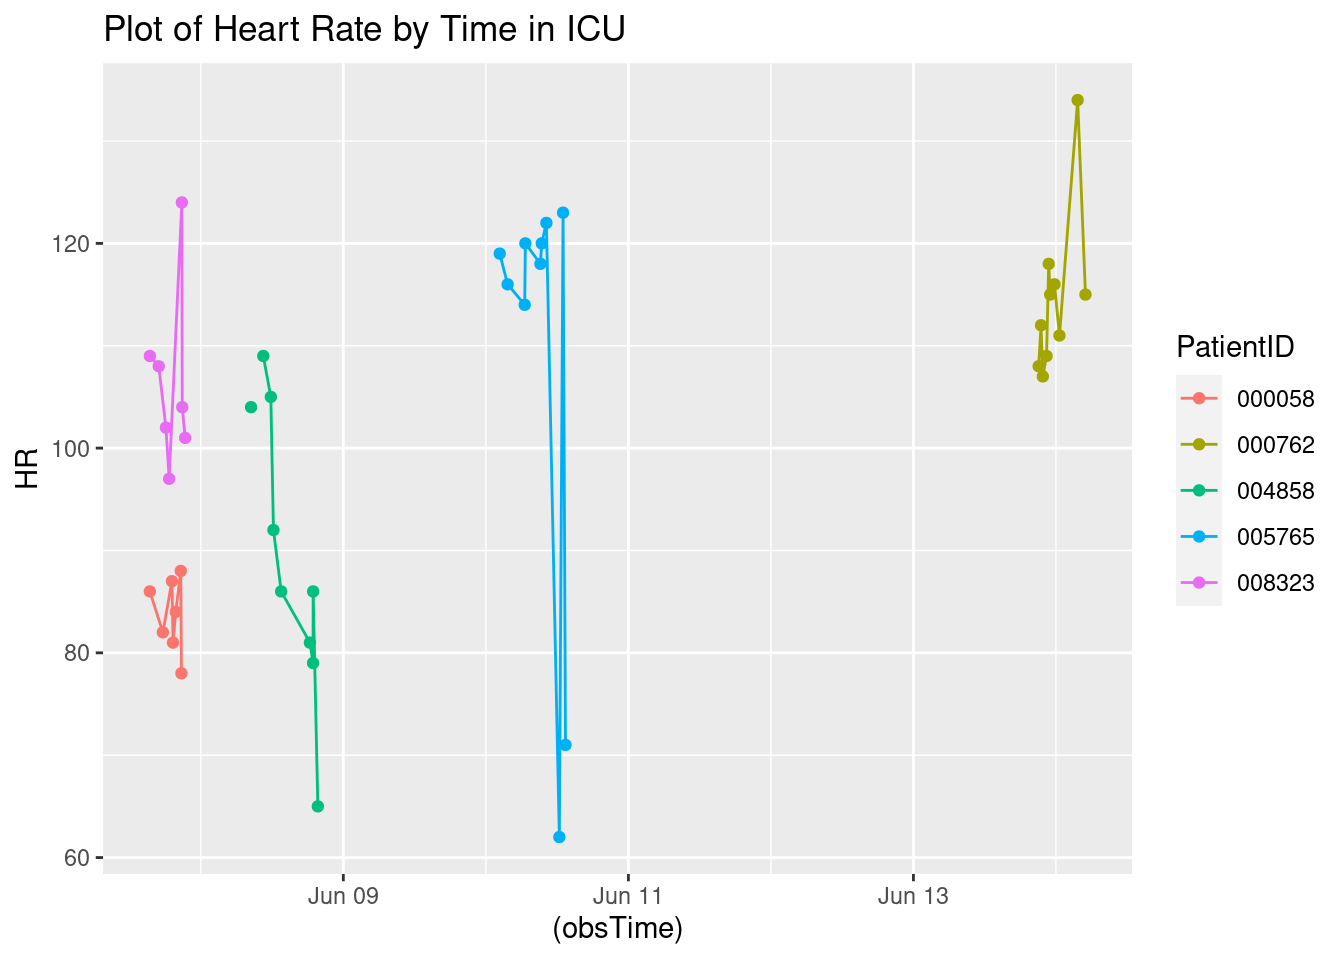 Plot of Heart Rate by Time in ICU
HR
120
100
80
60
Jun 09
Jun 11
Jun 13
(obsTime)
PatientID
000058
000762
004858
005765
008323